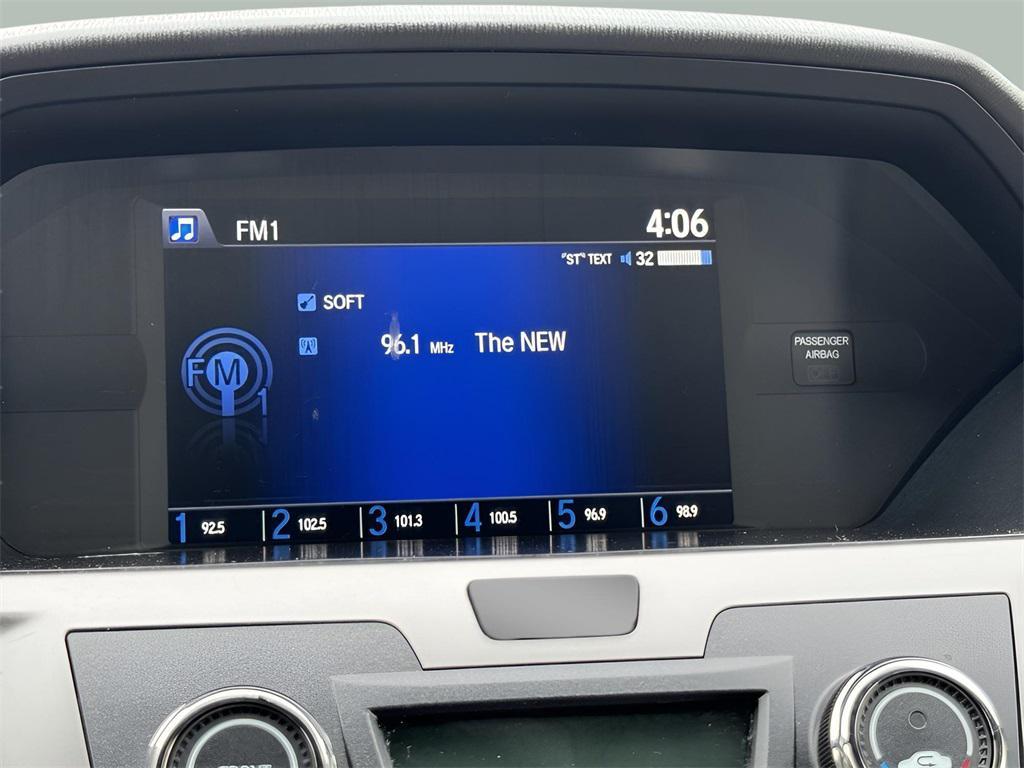 FM1 4:06
"ST" TEXT 32
SOFT
96.1 MHz The NEW
FM 1
PASSENGER
AIRBAG
OFF
1 92.5 2 102.5 3 101.3 4 100.5 5 96.9 6 98.9